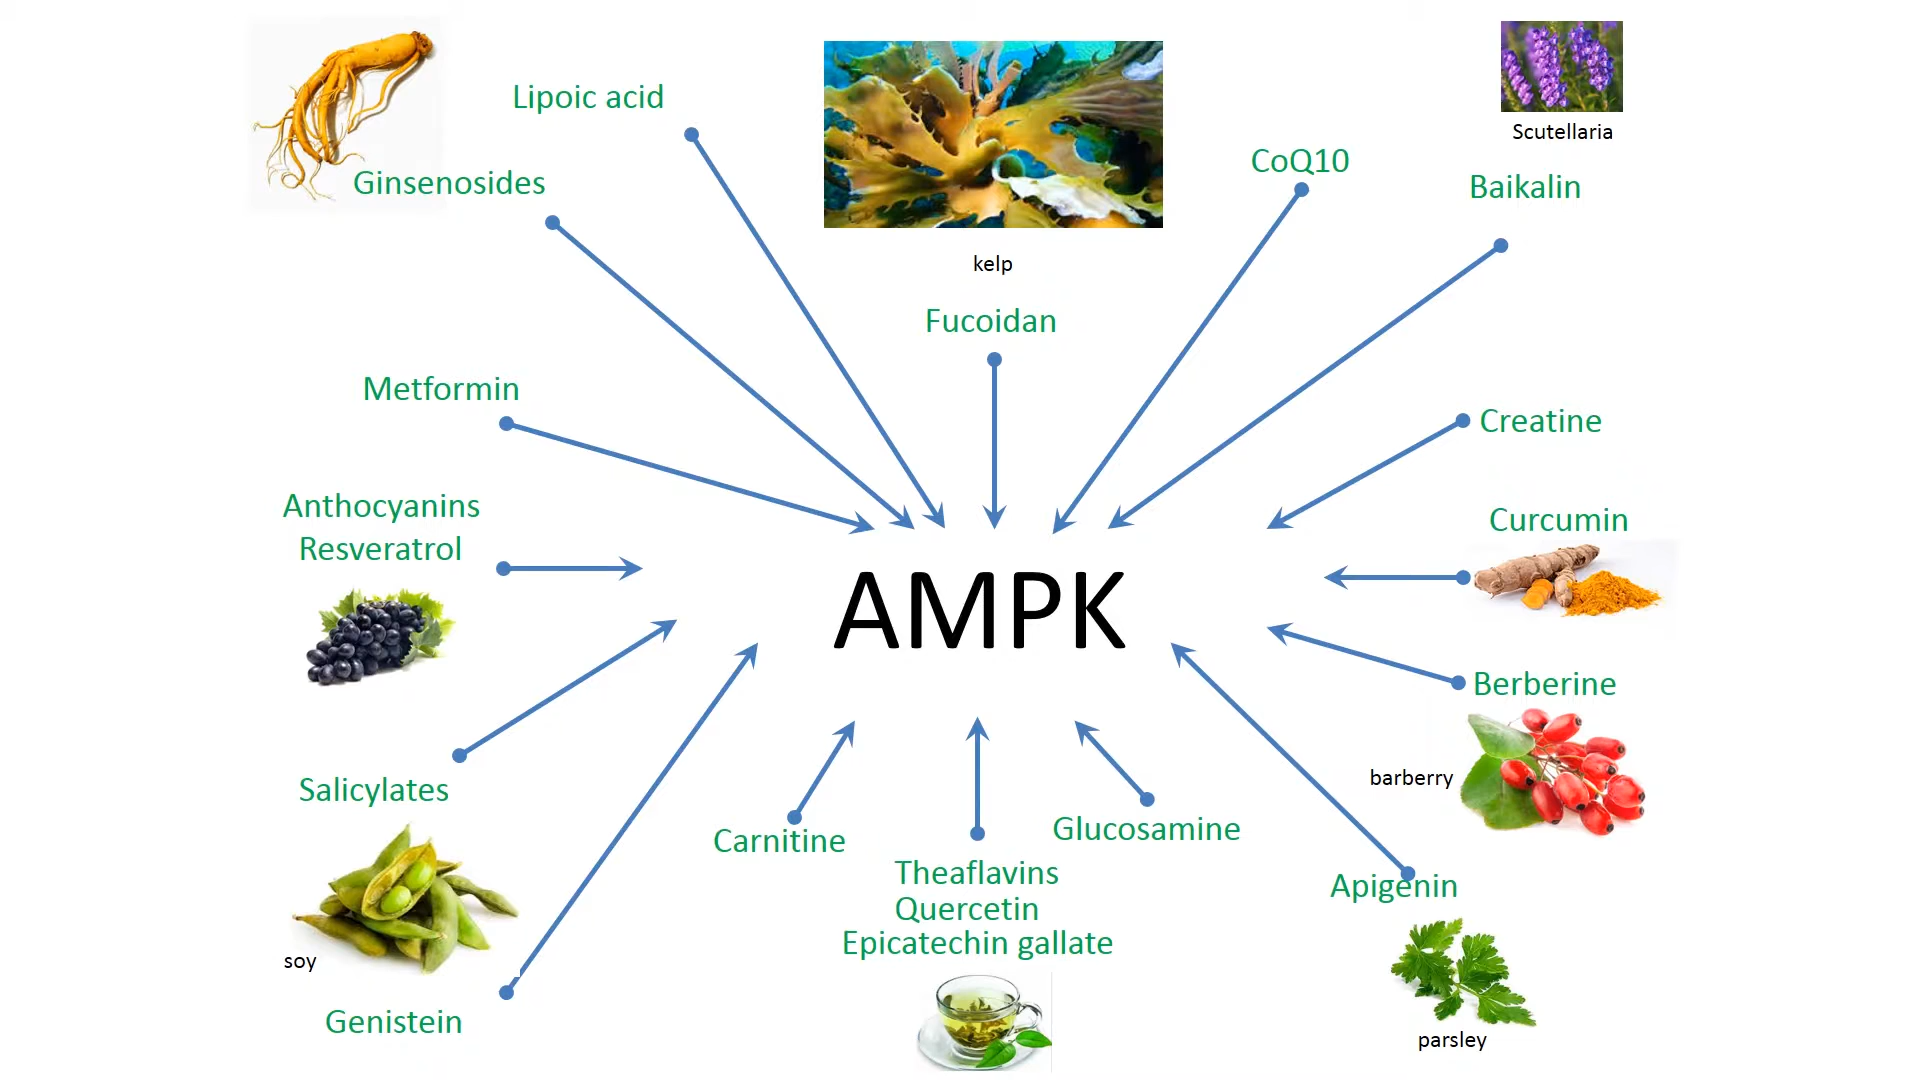 Lipoic acid
Ginsenosides
kelp
Fucoidan
CoQ10
Scutellaria
Baikalin
Metformin
Creatine
Anthocyanins
Resveratrol
Curcumin
AMPK
Berberine
barberry
Salicylates
Carnitine
Glucosamine
Theaflavins
Quercetin
Epicatechin gallate
Apigenin
soy
Genistein
parsley